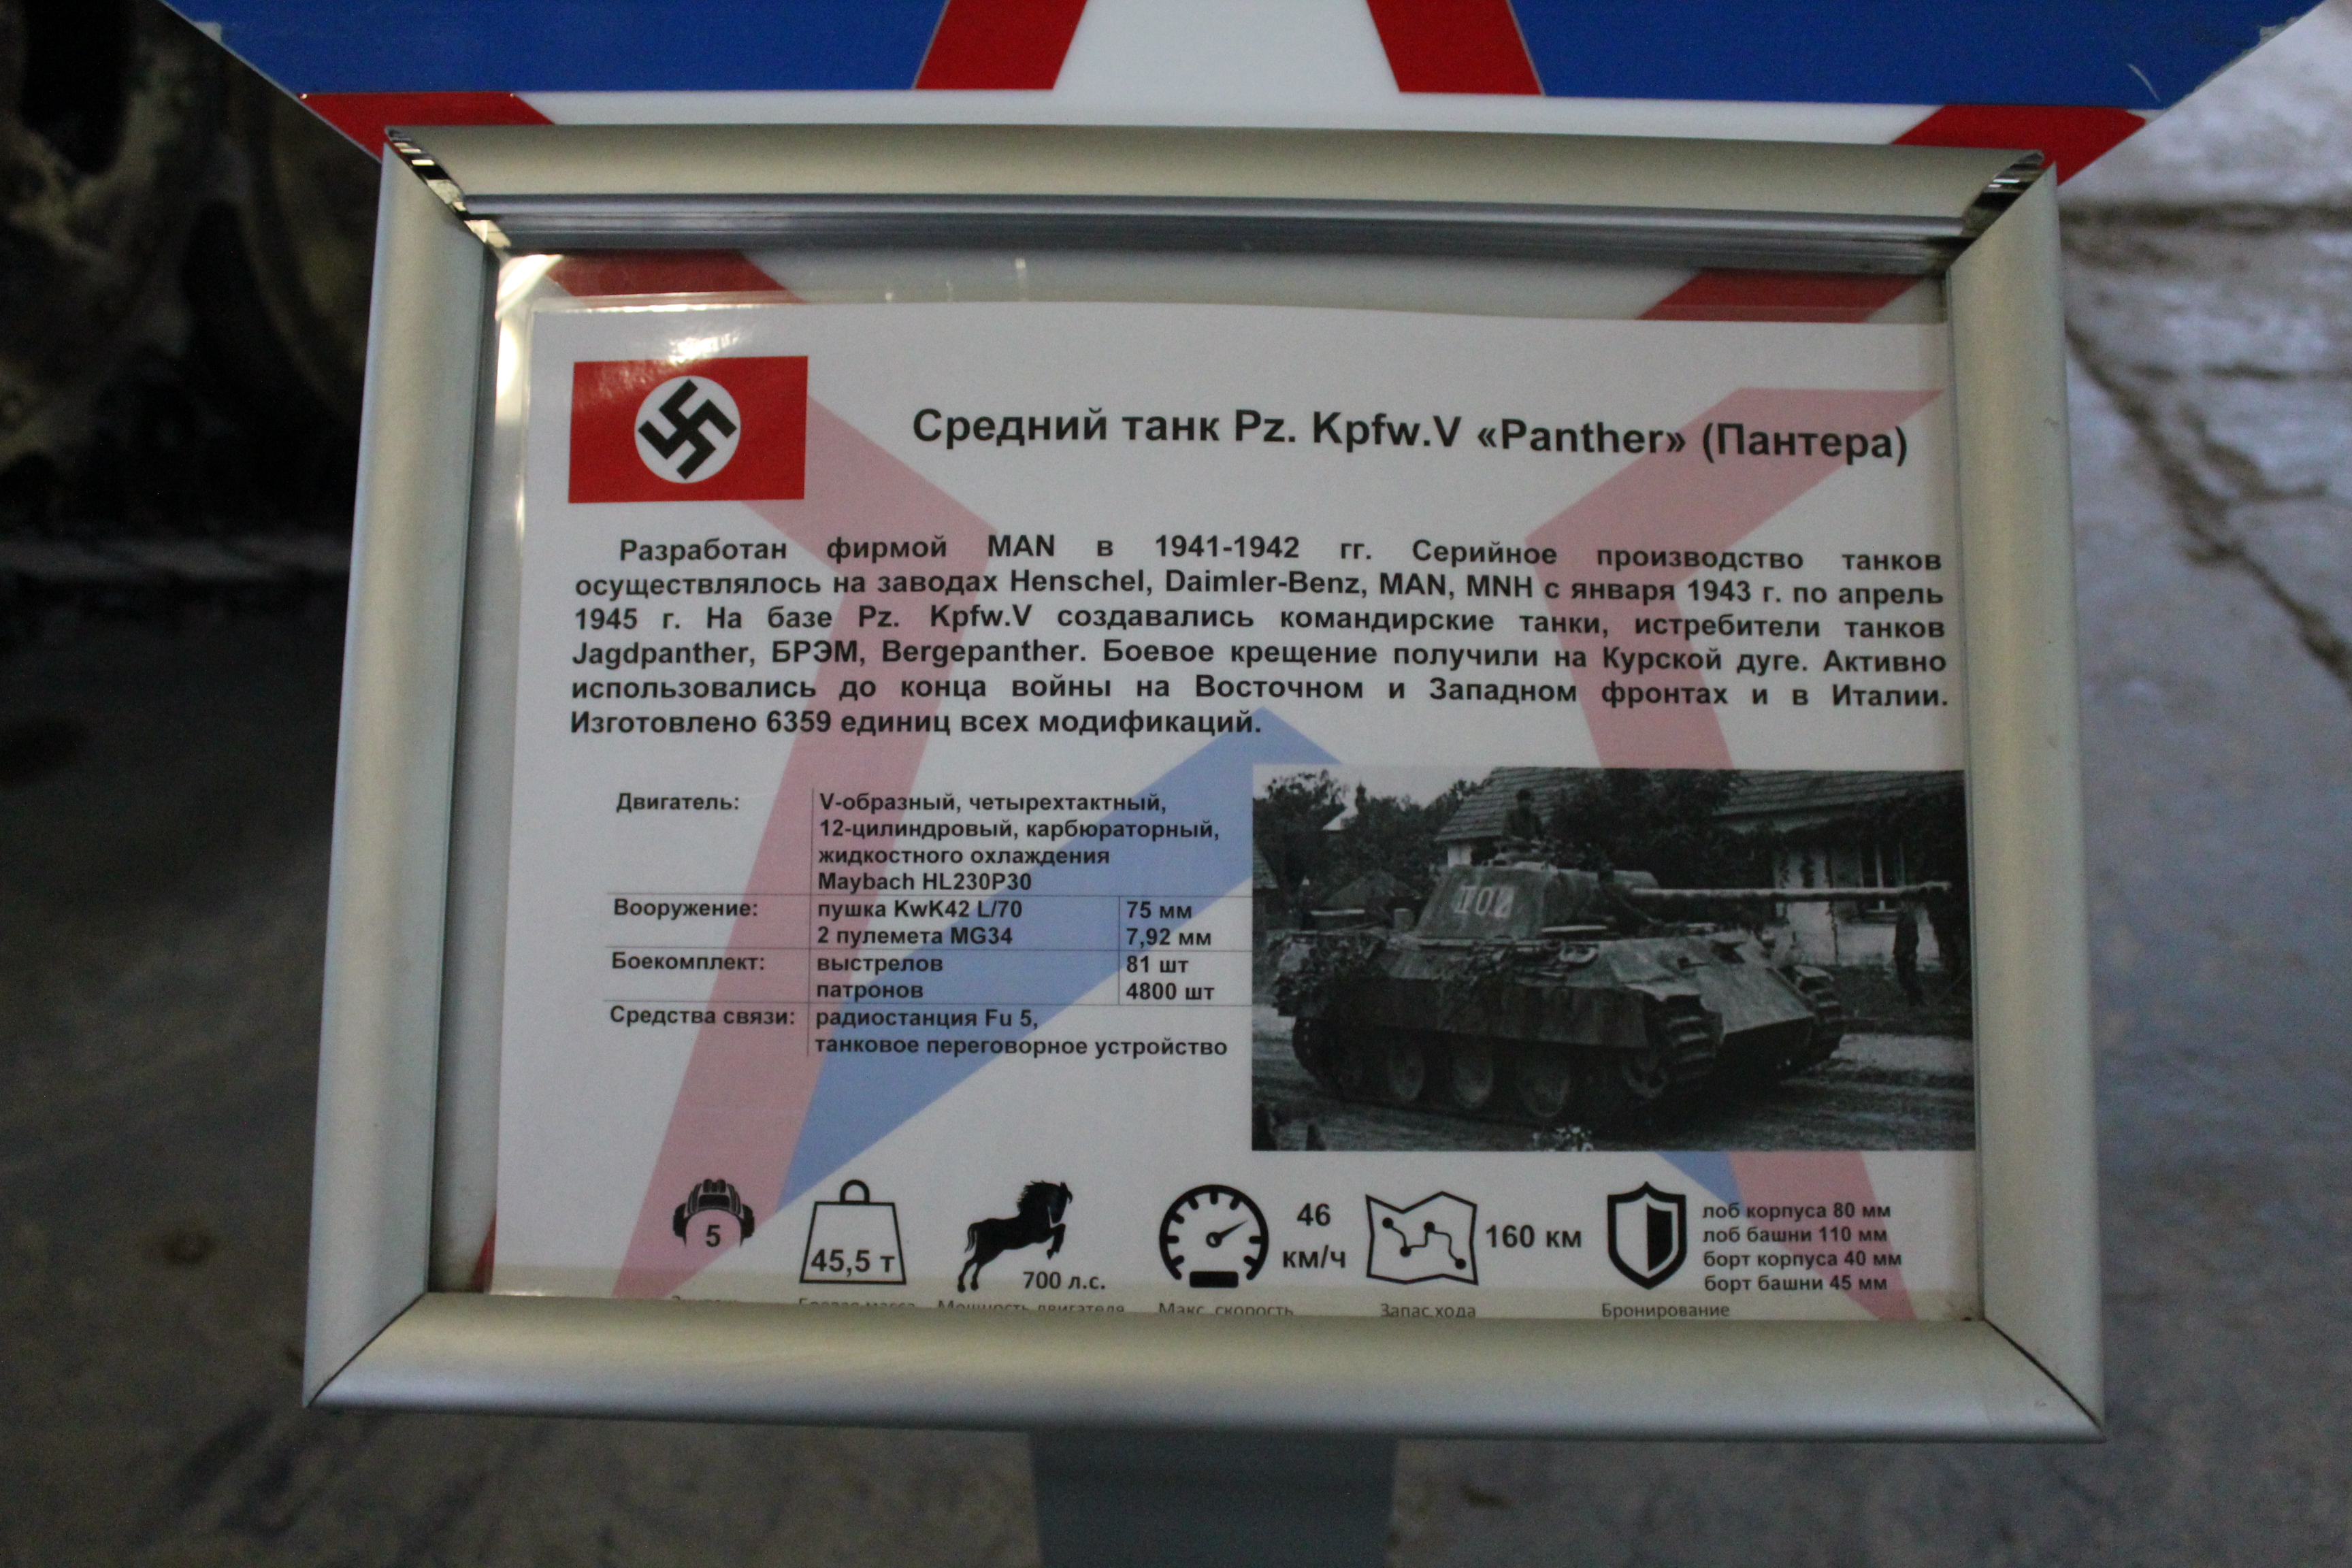 Средний танк Pz. Kpfw.V «Panther» (Пантера)
Разработан фирмой MAN в 1941-1942 гг. Серийное производство танков
осуществлялось на заводах Henschel, Daimler-Benz, MAN, MNH с января 1943 г. по апрель
1945 г. На базе Pz. Kpfw.V создавались командирские танки, истребители танков
Jagdpanther, БРЭМ, Bergepanther. Боевое крещение получили на Курской дуге. Активно
использовались до конца войны на Восточном и Западном фронтах и в Италии.
Изготовлено 6359 единиц всех модификаций.
Двигатель: V-образный, четырехтактный,
12-цилиндровый, карбюраторный,
жидкостного охлаждения
Maybach HL230P30
Вооружение: пушка KwK42 L/70 75 мм
2 пулемета MG34 7,92 мм
Боекомплект: выстрелов 81 шт
патронов 4800 шт
Средства связи: радиостанция Fu 5,
танковое переговорное устройство
5
45,5 т
700 л.с.
46
км/ч
160 км
лоб корпуса 80 мм
лоб башни 110 мм
борт корпуса 40 мм
борт башни 45 мм
Мощность двигателя
Макс. скорость
Запас хода
Бронирование